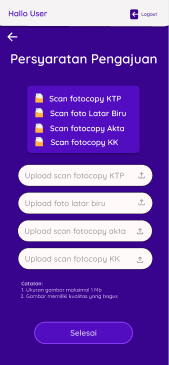 Hallo User
Logout
Persyaratan Pengajuan
Scan fotocopy KTP
Scan foto Latar Biru
Scan fotocopy Akta
Scan fotocopy KK
Upload scan fotocopy KTP
Upload foto latar biru
Upload scan fotocopy akta
Upload scan fotocopy KK
Catatan:
1. Ukuran gambar maksimal 1 Mb
2. Gambar memiliki kualitas yang bagus
Selesai